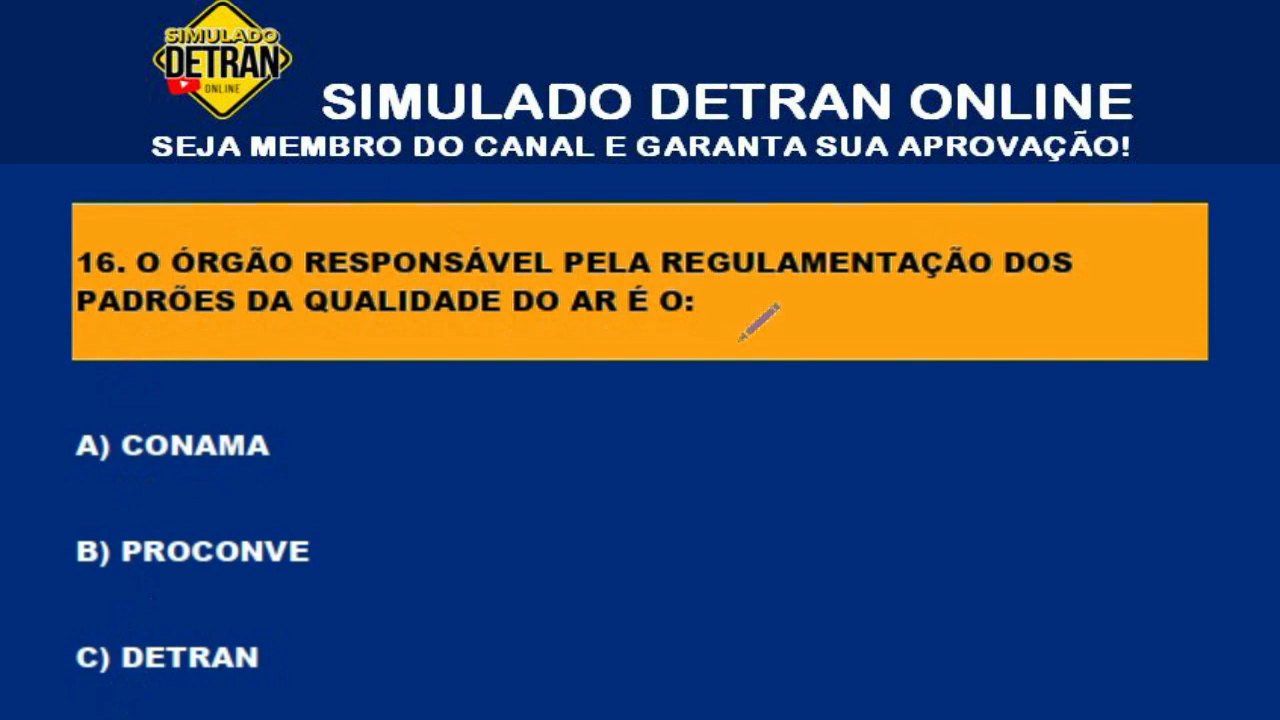 SIMULADO
DETRAN
ONLINE
SIMULADO DETRAN ONLINE
SEJA MEMBRO DO CANAL E GARANTA SUA APROVAÇÃO!
16. O ÓRGÃO RESPONSÁVEL PELA REGULAMENTAÇÃO DOS
PADRÕES DA QUALIDADE DO AR É O:
A) CONAMA
B) PROCONVE
C) DETRAN